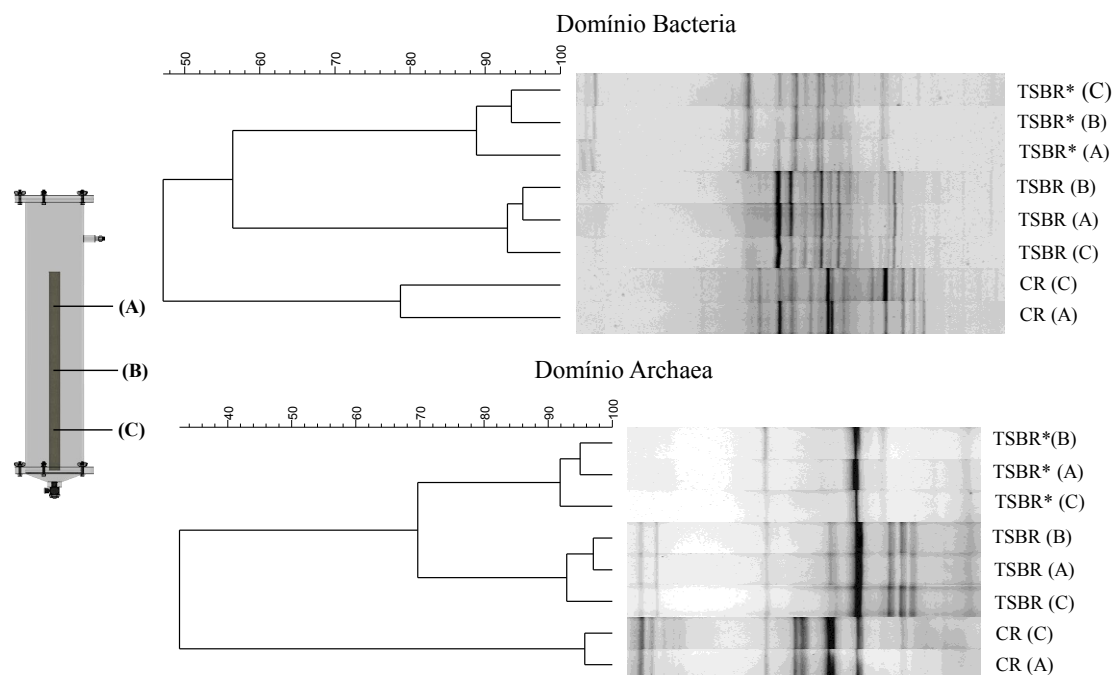 Domínio Bacteria
50 60 70 80 90 100
TSBR* (C)
TSBR* (B)
TSBR* (A)
TSBR (B)
TSBR (A)
TSBR (C)
CR (C)
CR (A)
(A)
(B)
(C)
Domínio Archaea
40 50 60 70 80 90 100
TSBR*(B)
TSBR* (A)
TSBR* (C)
TSBR (B)
TSBR (A)
TSBR (C)
CR (C)
CR (A)